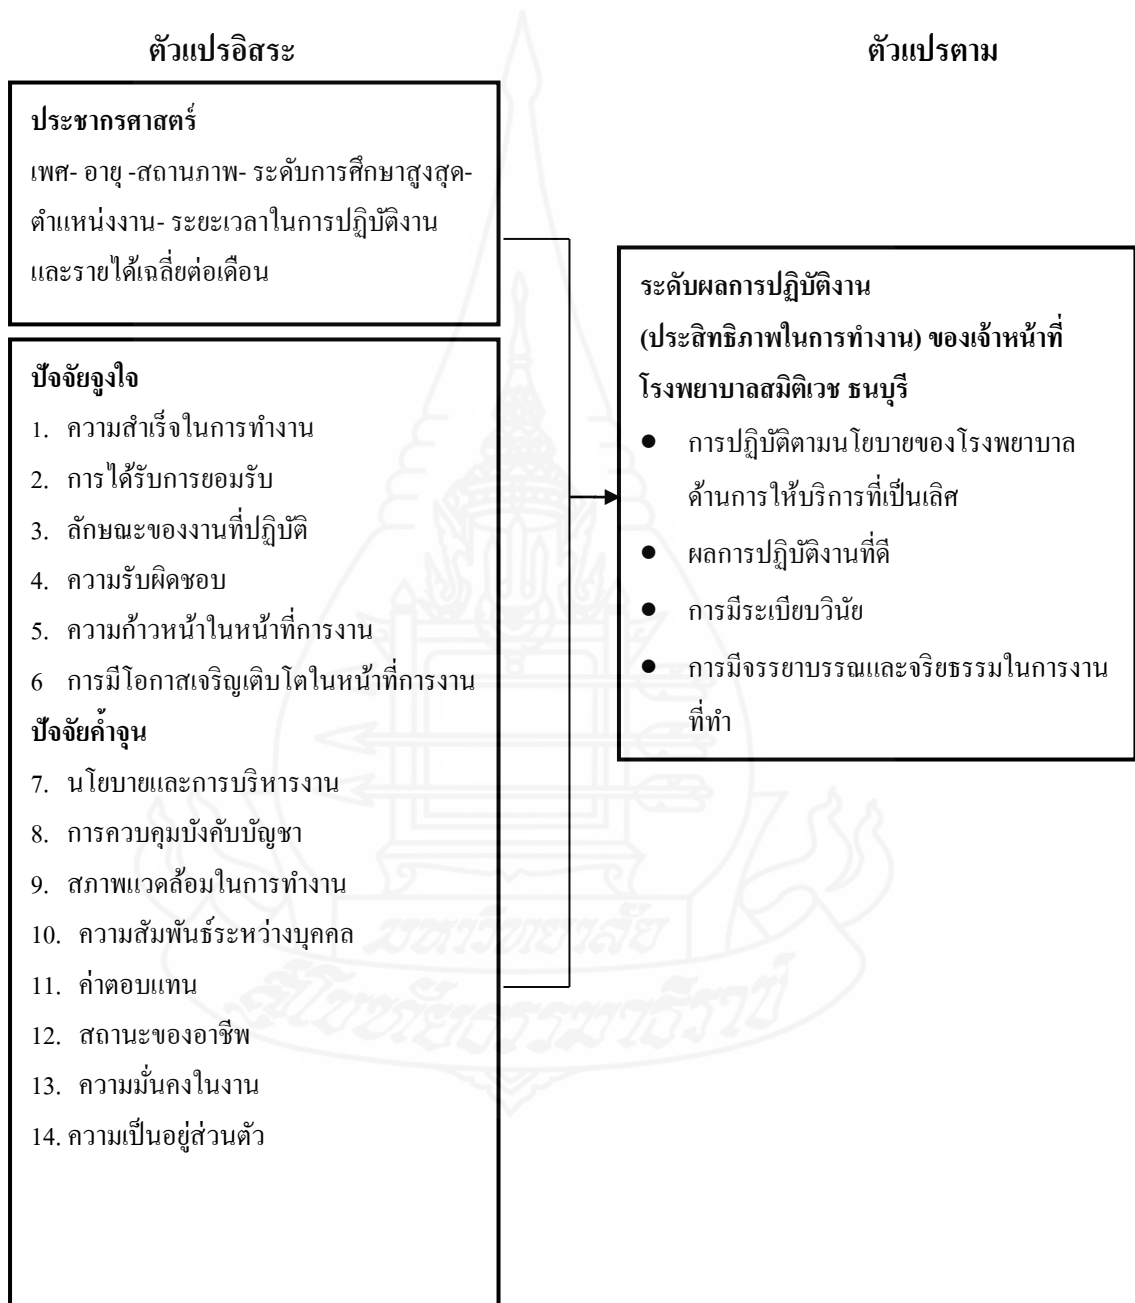 ตัวแปรอิสระ
ตัวแปรตาม
ประชากรศาสตร์
เพศ- อายุ -สถานภาพ- ระดับการศึกษาสูงสุด-
ตำแหน่งงาน- ระยะเวลาในการปฏิบัติงาน
และรายได้เฉลี่ยต่อเดือน
ปัจจัยจูงใจ
1. ความสำเร็จในการทำงาน
2. การได้รับการยอมรับ
3. ลักษณะของงานที่ปฏิบัติ
4. ความรับผิดชอบ
5. ความก้าวหน้าในหน้าที่การงาน
6 การมีโอกาสเจริญเติบโตในหน้าที่การงาน
ปัจจัยค้ำจุน
7. นโยบายและการบริหารงาน
8. การควบคุมบังคับบัญชา
9. สภาพแวดล้อมในการทำงาน
10. ความสัมพันธ์ระหว่างบุคคล
11. ค่าตอบแทน
12. สถานะของอาชีพ
13. ความมั่นคงในงาน
14. ความเป็นอยู่ส่วนตัว
ระดับผลการปฏิบัติงาน
(ประสิทธิภาพในการทำงาน) ของเจ้าหน้าที่
โรงพยาบาลสมิติเวช ธนบุรี
● การปฏิบัติตามนโยบายของโรงพยาบาล
ด้านการให้บริการที่เป็นเลิศ
● ผลการปฏิบัติงานที่ดี
● การมีระเบียบวินัย
● การมีจรรยาบรรณและจริยธรรมในการงาน
ที่ทำ
มหาวิทยาลัย
สุโขทัยธรรมาธิราช